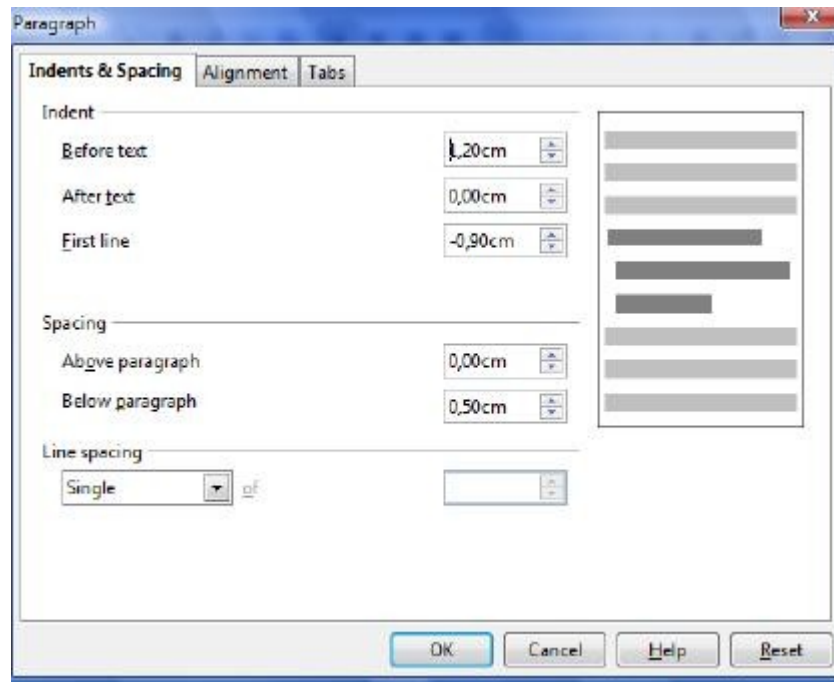 Paragraph
Indents & Spacing Alignment Tabs
Indent
Before text 1,20cm
After text 0,00cm
First line -0,90cm
Spacing
Above paragraph 0,00cm
Below paragraph 0,50cm
Line spacing
Single of
OK Cancel Help Reset